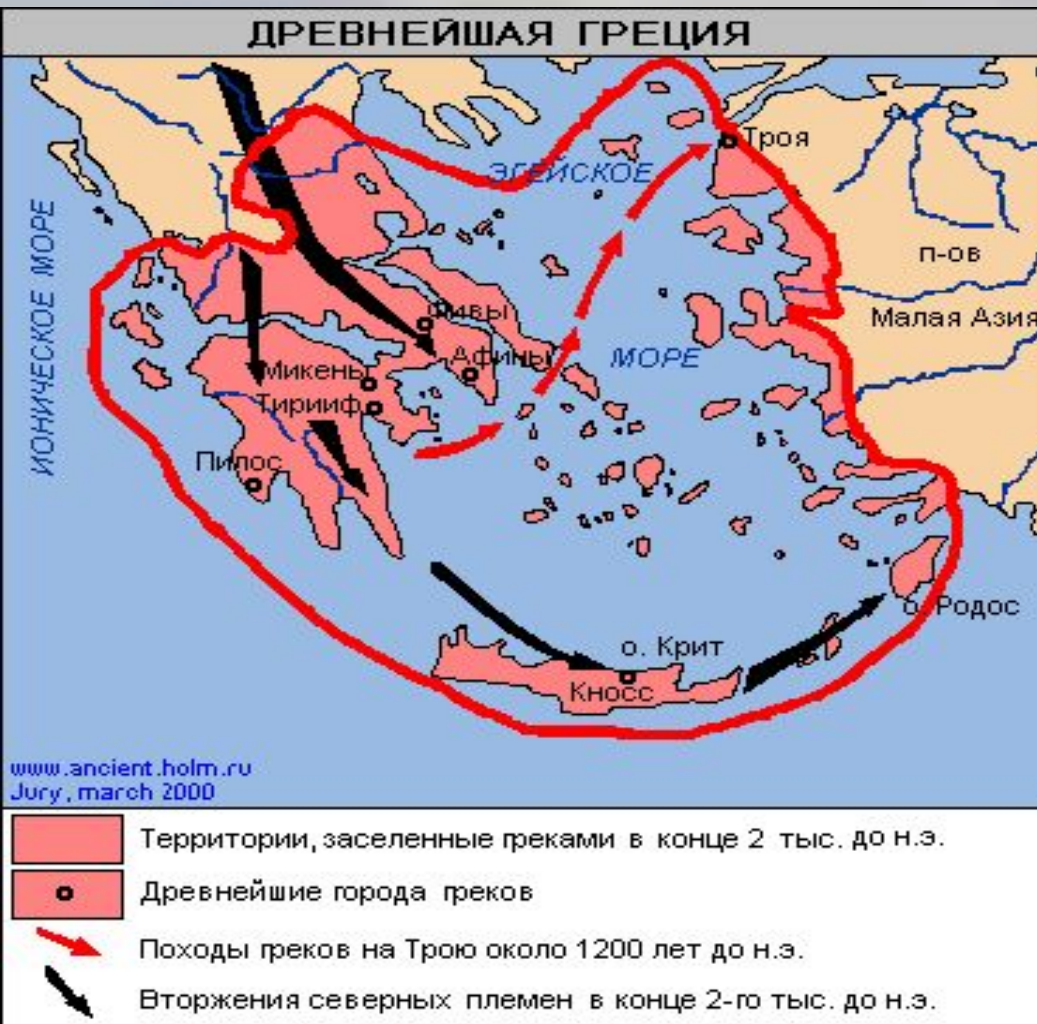 ДРЕВНЕЙШАЯ ГРЕЦИЯ
Троя
ЭГЕЙСКОЕ
ИОНИЧЕСКОЕ МОРЕ
п-ов
Малая Азия
Фивы
МОРЕ
Афины
Микены
Тирииф
Пилос
о. Родос
о. Крит
Кносс
www.ancient.holm.ru
Jury, march 2000
Территории, заселенные греками в конце 2 тыс. до н.э.
Древнейшие города греков
Походы греков на Трою около 1200 лет до н.э.
Вторжения северных племен в конце 2-го тыс. до н.э.